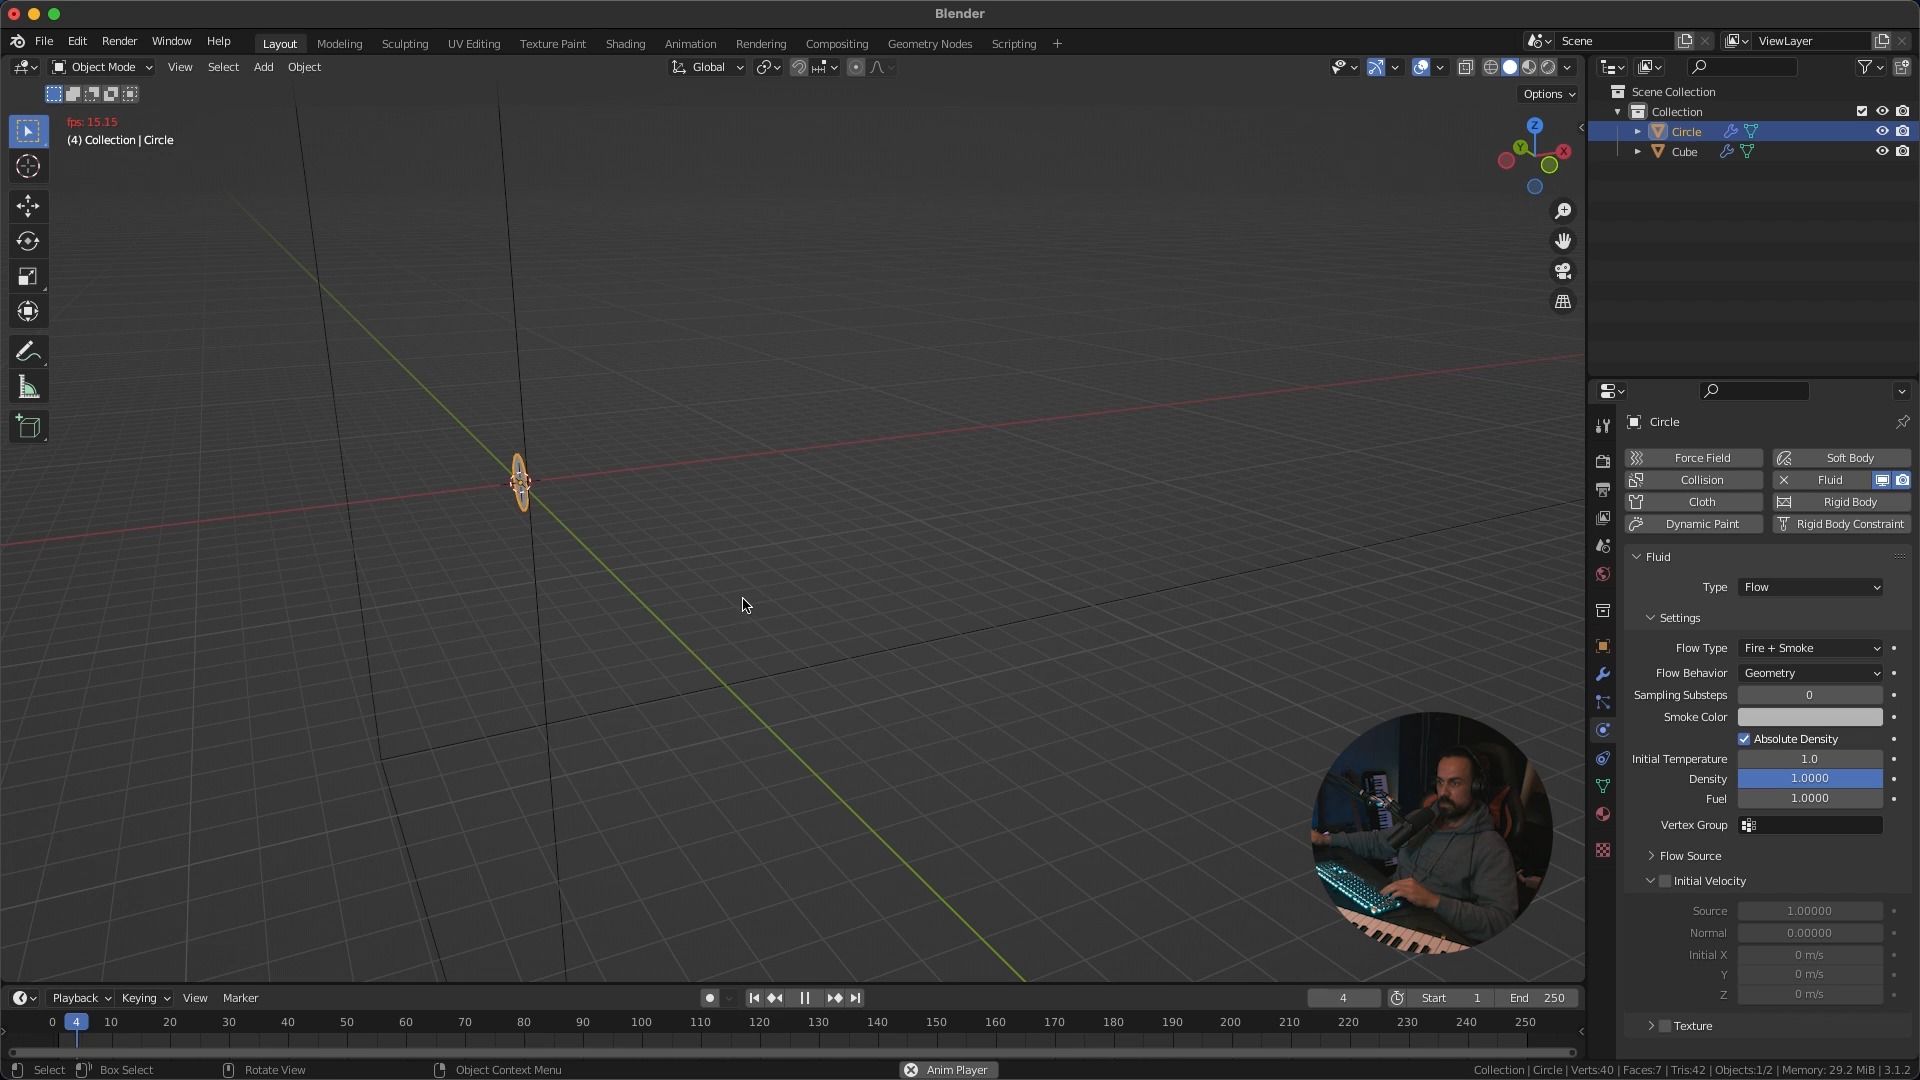 Blender
File Edit Render Window Help
Layout Modeling Sculpting UV Editing Texture Paint Shading Animation Rendering Compositing Geometry Nodes Scripting +
Scene
ViewLayer
Object Mode View Select Add Object
Global
Options
fps: 15.15
(4) Collection | Circle
Z
Y
X
Scene Collection
Collection
Circle
Cube
Circle
Force Field
Soft Body
Collision
Fluid
Cloth
Rigid Body
Dynamic Paint
Rigid Body Constraint
Fluid
Type Flow
Settings
Flow Type Fire + Smoke
Flow Behavior Geometry
Sampling Substeps 0
Smoke Color
Absolute Density
Initial Temperature 1.0
Density 1.0000
Fuel 1.0000
Vertex Group
Flow Source
Initial Velocity
Source 1.00000
Normal 0.00000
Initial X 0 m/s
Y 0 m/s
Z 0 m/s
Texture
Playback Keying View Marker
4
Start 1
End 250
0 4 10 20 30 40 50 60 70 80 90 100 110 120 130 140 150 160 170 180 190 200 210 220 230 240 250
Select Box Select Rotate View Object Context Menu
Anim Player
Collection | Circle | Verts:40 | Faces:7 | Tris:42 | Objects:1/2 | Memory: 29.2 MiB | 3.1.2